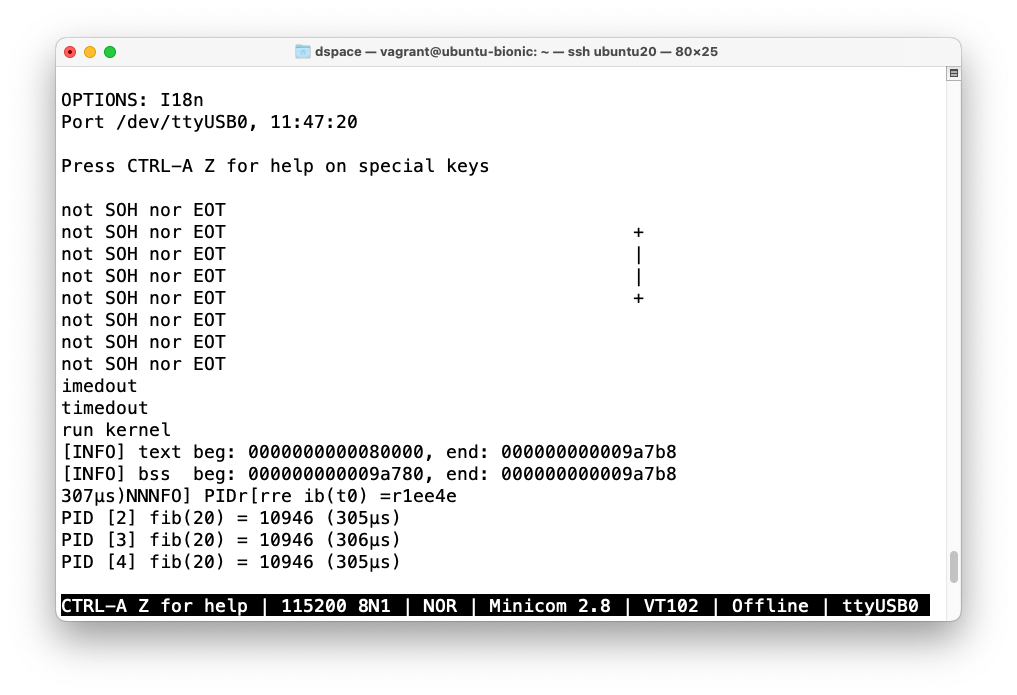 dspace — vagrant@ubuntu-bionic: ~ — ssh ubuntu20 — 80×25
OPTIONS: I18n
Port /dev/ttyUSB0, 11:47:20
Press CTRL-A Z for help on special keys
not SOH nor EOT
not SOH nor EOT +
not SOH nor EOT |
not SOH nor EOT |
not SOH nor EOT +
not SOH nor EOT
not SOH nor EOT
not SOH nor EOT
imedout
timedout
run kernel
[INFO] text beg: 0000000000080000, end: 000000000009a7b8
[INFO] bss  beg: 000000000009a780, end: 000000000009a7b8
307µs)NNNFO] PIDr[rre ib(t0) =r1ee4e
PID [2] fib(20) = 10946 (305µs)
PID [3] fib(20) = 10946 (306µs)
PID [4] fib(20) = 10946 (305µs)
CTRL-A Z for help | 115200 8N1 | NOR | Minicom 2.8 | VT102 | Offline | ttyUSB0